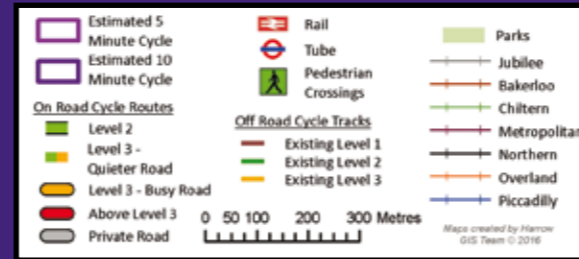 Estimated 5
Minute Cycle
Estimated 10
Minute Cycle
On Road Cycle Routes
Level 2
Level 3 -
Quieter Road
Level 3 - Busy Road
Above Level 3
Private Road
Rail
Tube
Pedestrian
Crossings
Off Road Cycle Tracks
Existing Level 1
Existing Level 2
Existing Level 3
0 50 100 200 300 Metres
Parks
Jubilee
Bakerloo
Chiltern
Metropolitan
Northern
Overland
Piccadilly
Maps created by Harrow
GIS Team © 2016